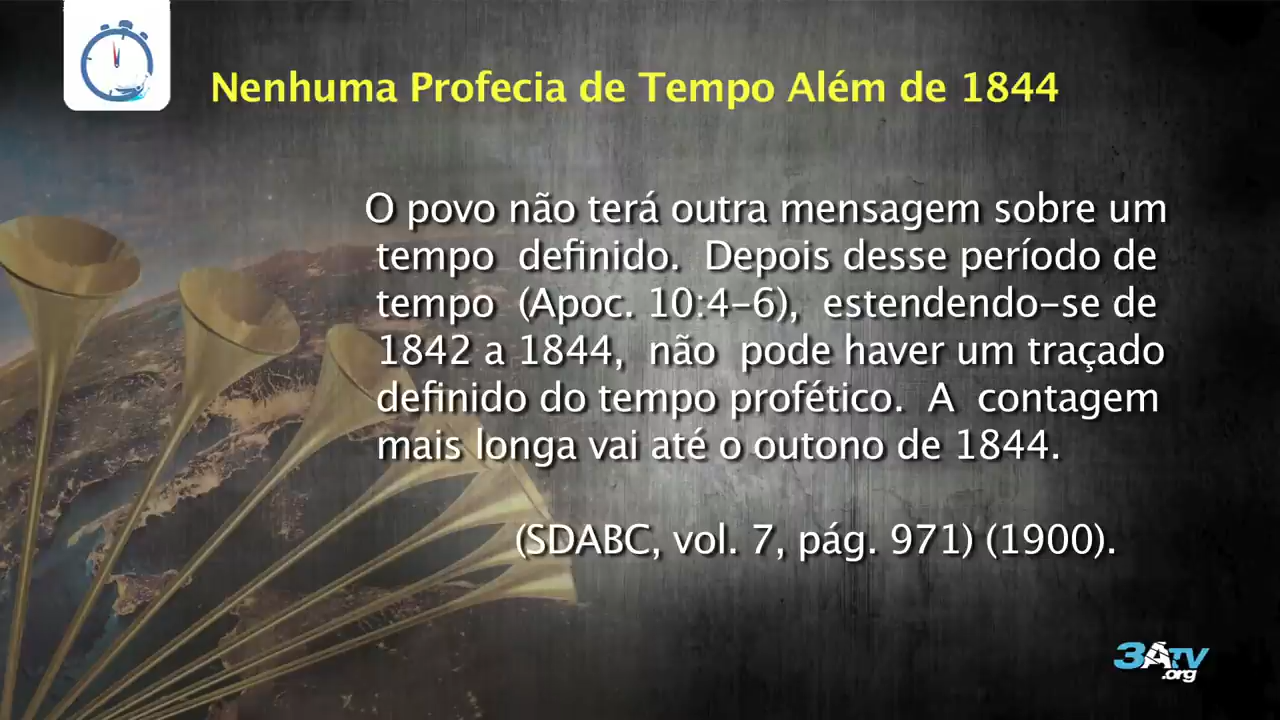 Nenhuma Profecia de Tempo Além de 1844
O povo não terá outra mensagem sobre um
tempo definido. Depois desse período de
tempo (Apoc. 10:4-6), estendendo-se de
1842 a 1844, não pode haver um traçado
definido do tempo profético. A contagem
mais longa vai até o outono de 1844.
(SDABC, vol. 7, pág. 971) (1900).
3ATV
.org